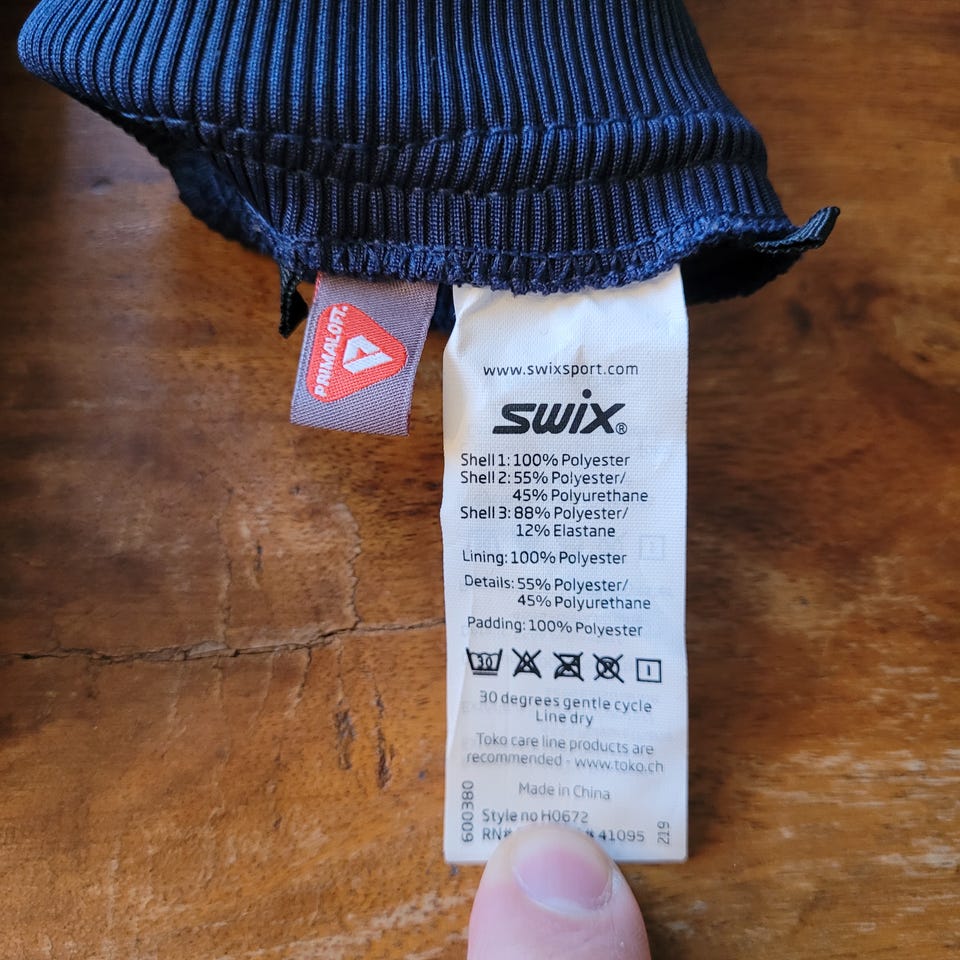 PRIMALOFT®
www.swixsport.com
SWIX®
Shell 1: 100% Polyester
Shell 2: 55% Polyester/
45% Polyurethane
Shell 3: 88% Polyester/
12% Elastane
Lining: 100% Polyester
Details: 55% Polyester/
45% Polyurethane
Padding: 100% Polyester
30
30 degrees gentle cycle
Line dry
Toko care line products are
recommended - www.toko.ch
Made in China
Style no H0672
RN# # 41095
600380
219